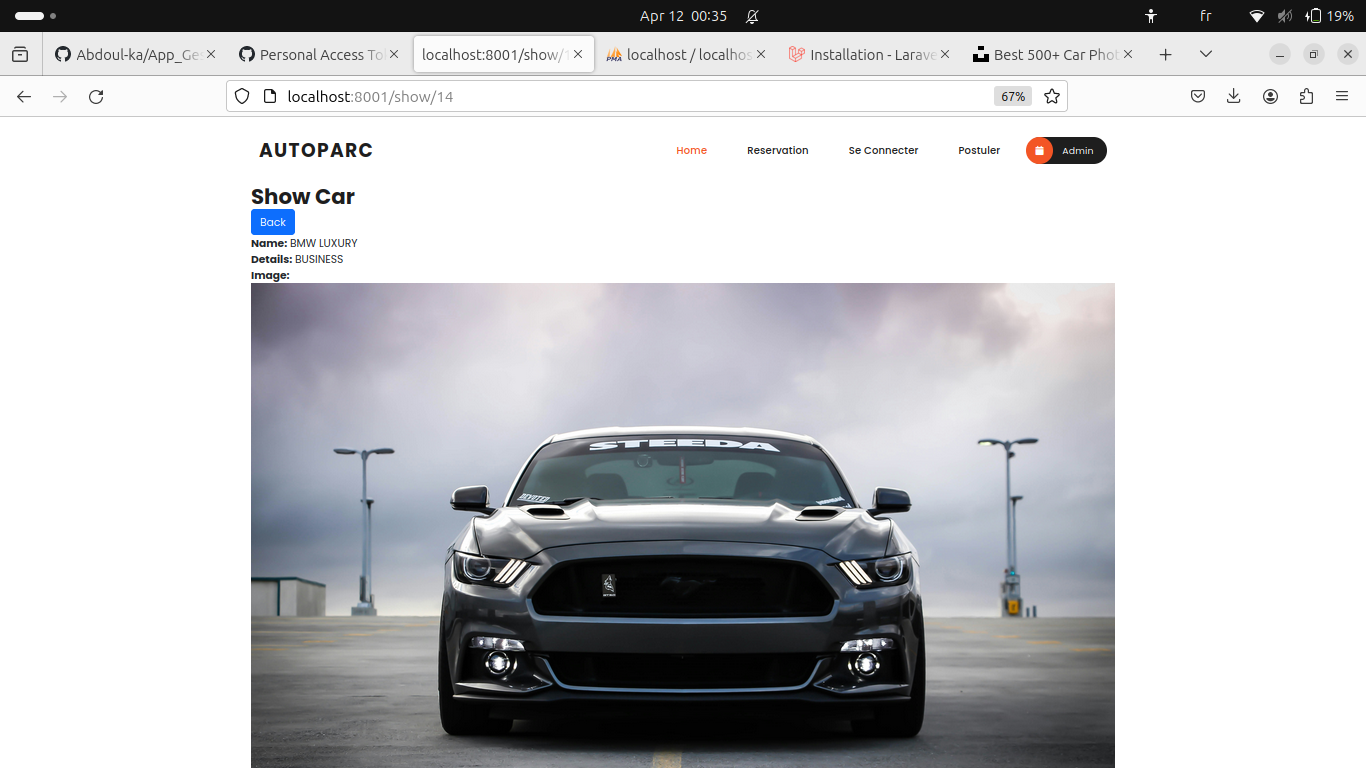 Apr 12 00:35
fr
19%
Abdoul-ka/App_Ge
Personal Access To
localhost:8001/show/1
localhost / localhos
Installation - Larave
Best 500+ Car Phot
localhost:8001/show/14
67%
AUTOPARC
Home
Reservation
Se Connecter
Postuler
Admin
Show Car
Back
Name: BMW LUXURY
Details: BUSINESS
Image:
STEEDA